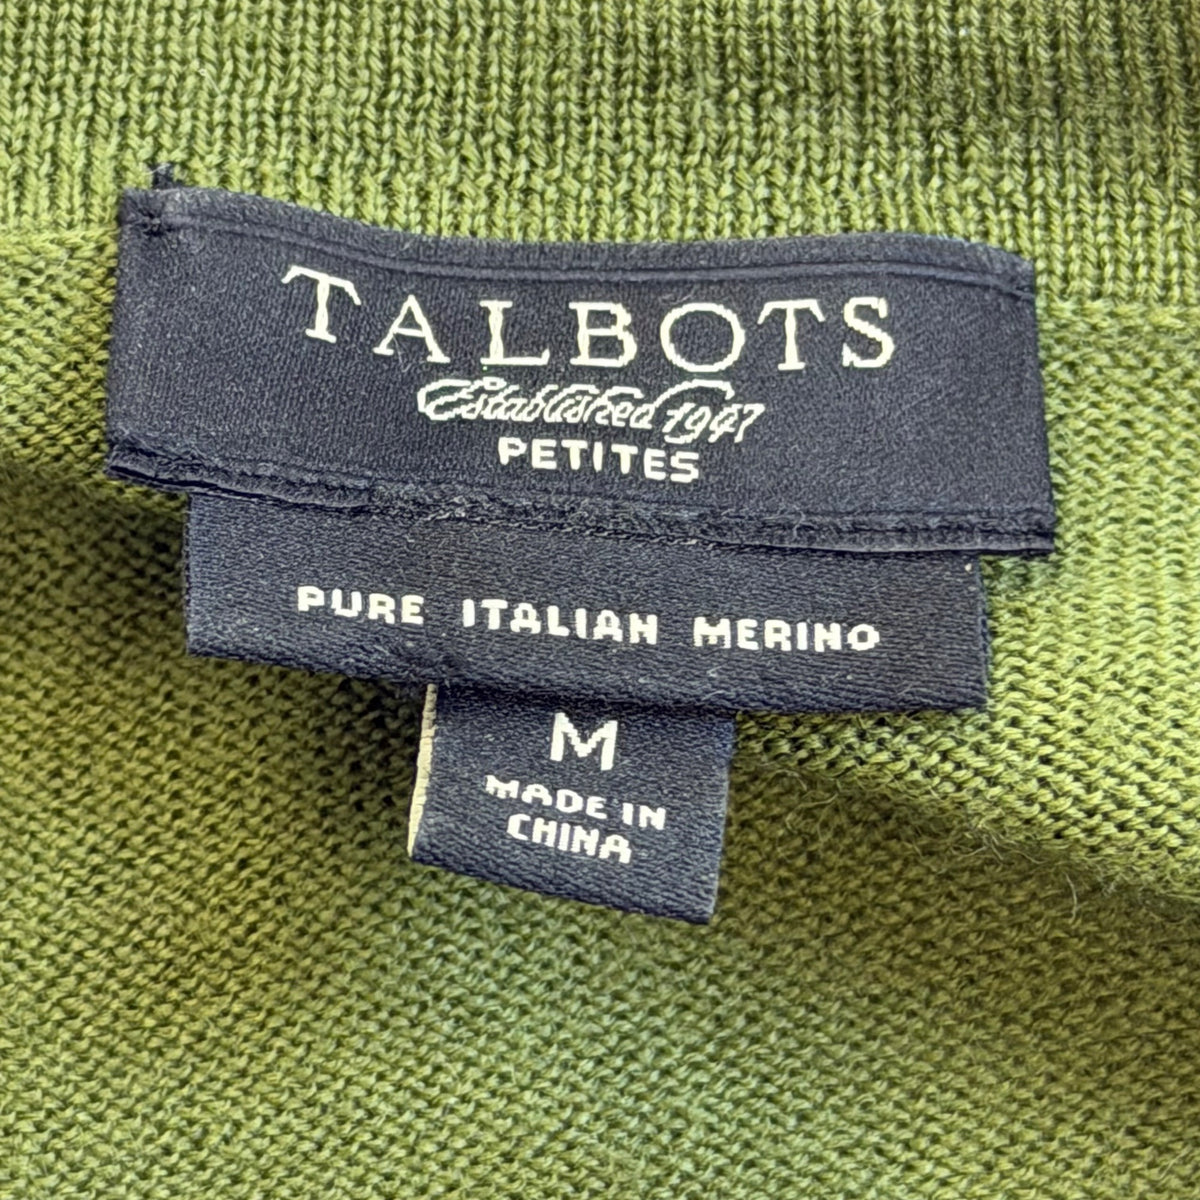 TALBOTS
Established 1947
PETITES
PURE ITALIAN MERINO
M
MADE IN
CHINA